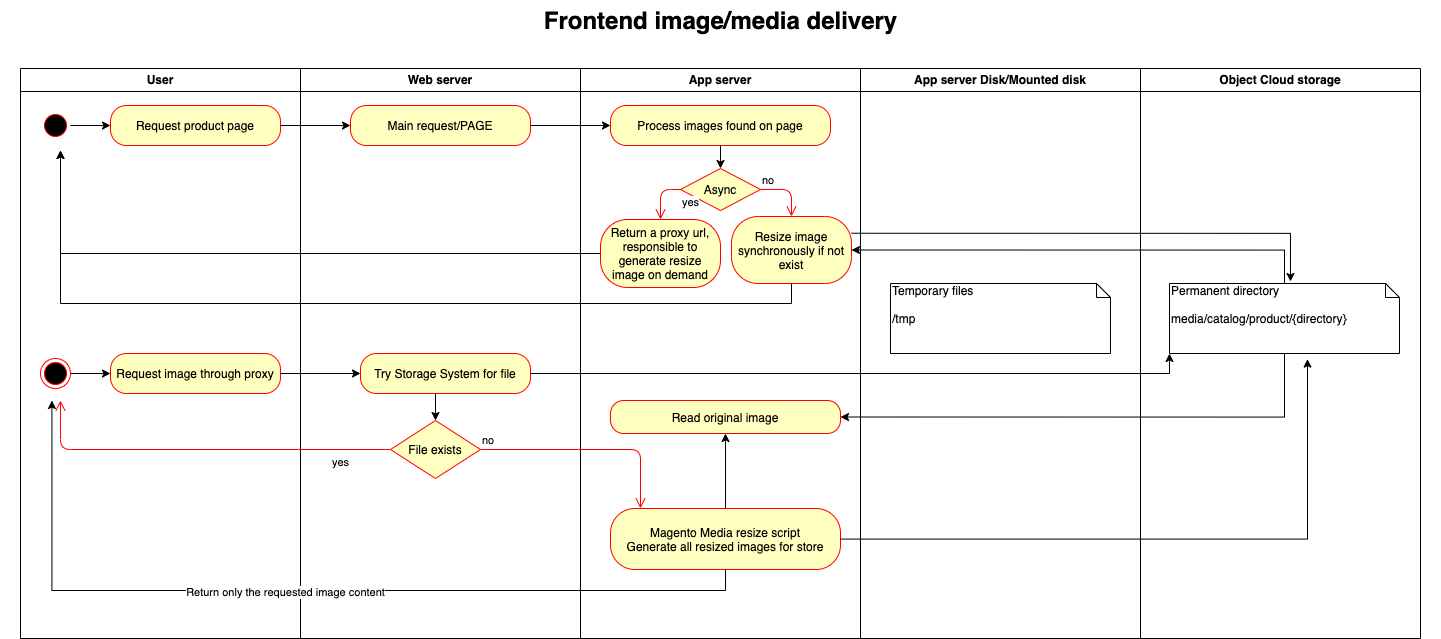 Frontend image/media delivery
User
Web server
App server
App server Disk/Mounted disk
Object Cloud storage
Request product page
Main request/PAGE
Process images found on page
Async
yes
no
Return a proxy url,
responsible to
generate resize
image on demand
Resize image
synchronously if not
exist
Temporary files
/tmp
Permanent directory
media/catalog/product/{directory}
Request image through proxy
Try Storage System for file
Read original image
File exists
yes
no
Magento Media resize script
Generate all resized images for store
Return only the requested image content